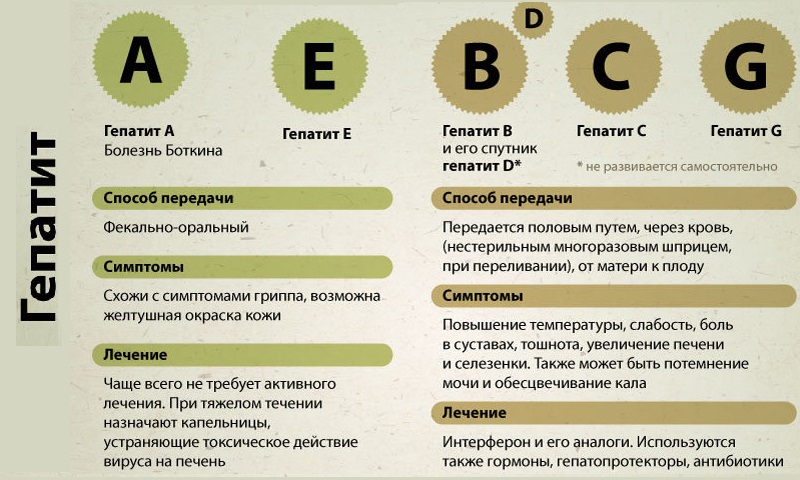 Гепатит
A
E
Гепатит А
Болезнь Боткина
Гепатит Е
Способ передачи
Фекально-оральный
Симптомы
Схожи с симптомами гриппа, возможна
желтушная окраска кожи
Лечение
Чаще всего не требует активного
лечения. При тяжелом течении
назначают капельницы,
устраняющие токсическое действие
вируса на печень
B
D
C
G
Гепатит В
и его спутник
гепатит D*
Гепатит С
Гепатит G
* не развивается самостоятельно
Способ передачи
Передается половым путем, через кровь,
(нестерильным многоразовым шприцем,
при переливании), от матери к плоду
Симптомы
Повышение температуры, слабость, боль
в суставах, тошнота, увеличение печени
и селезенки. Также может быть потемнение
мочи и обесцвечивание кала
Лечение
Интерферон и его аналоги. Используются
также гормоны, гепатопротекторы, антибиотики